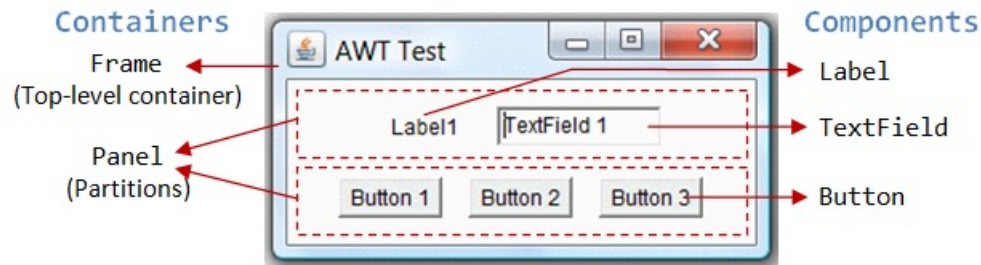 Containers
Components
AWT Test
Frame
(Top-level container)
Label
Label1
TextField 1
TextField
Panel
(Partitions)
Button 1
Button 2
Button 3
Button